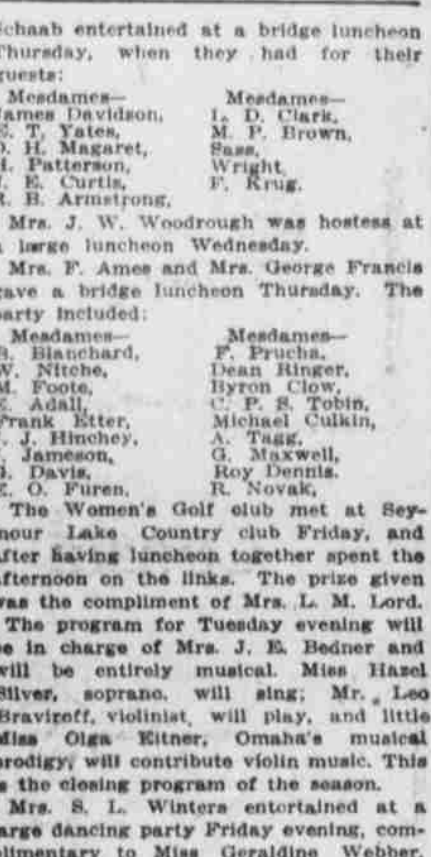 chaab entertained at a bridge luncheon
Thursday, when they had for their
guests:
Mesdames—
James Davidson,
E. T. Yates,
O. H. Magaret,
H. Patterson,
J. E. Curtis,
R. B. Armstrong,
Mesdames—
L. D. Clark,
M. P. Brown,
Sass,
Wright,
F. Krug.
Mrs. J. W. Woodrough was hostess at
a large luncheon Wednesday.
Mrs. F. Ames and Mrs. George Francis
gave a bridge luncheon Thursday. The
party included:
Mesdames—
B. Blanchard,
W. Nitche,
M. Foote,
E. Adall,
Frank Etter,
J. Hinchey,
Jameson,
Davis,
E. O. Furen,
Mesdames—
F. Prucha,
Dean Ringer,
Byron Clow,
C. P. S. Tobin,
Michael Culkin,
A. Tagg,
G. Maxwell,
Roy Dennis.
R. Novak,
The Women's Golf club met at Sey-
mour Lake Country club Friday, and
after having luncheon together spent the
afternoon on the links. The prize given
was the compliment of Mrs. L. M. Lord.
The program for Tuesday evening will
be in charge of Mrs. J. E. Bedner and
will be entirely musical. Miss Hazel
Silver, soprano, will sing; Mr. Leo
Braviroff, violinist, will play, and little
Miss Olga Eitner, Omaha's musical
prodigy, will contribute violin music. This
is the closing program of the season.
Mrs. S. L. Winters entertained at a
large dancing party Friday evening, com-
plimentary to Miss Geraldine Webber.